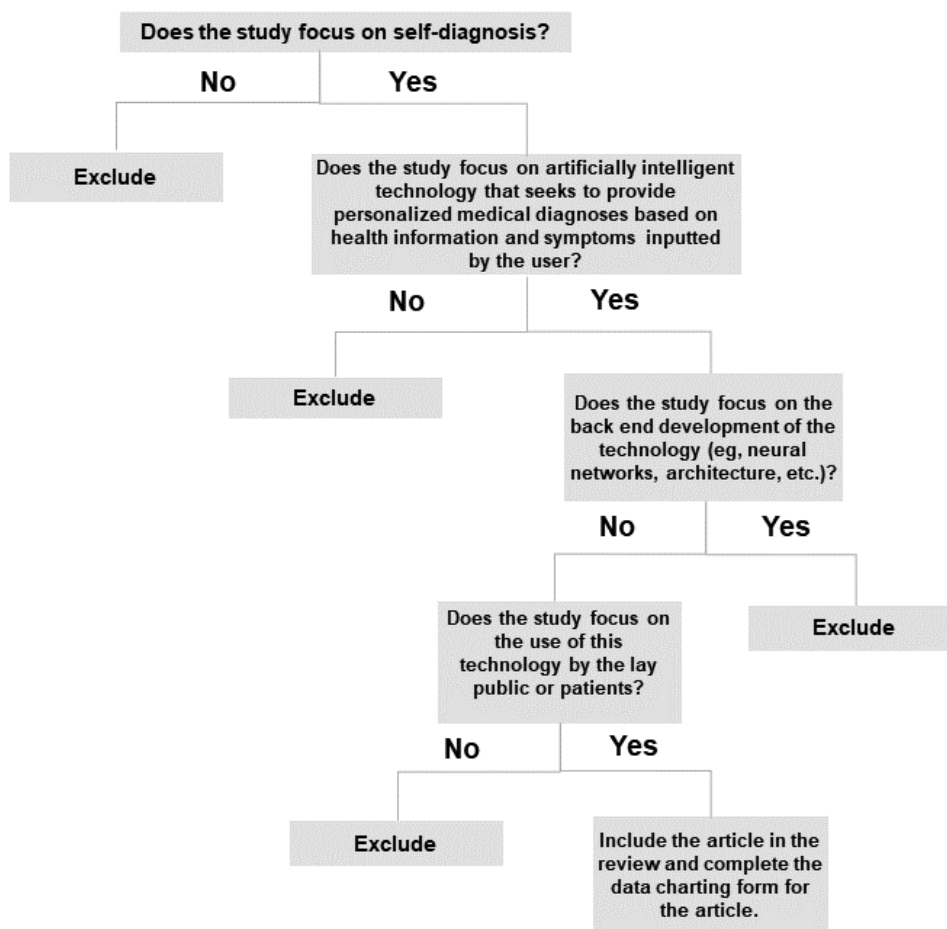 Does the study focus on self-diagnosis?
No
Yes
Exclude
Does the study focus on artificially intelligent
technology that seeks to provide
personalized medical diagnoses based on
health information and symptoms inputted
by the user?
No
Yes
Exclude
Does the study focus on the
back end development of the
technology (eg, neural
networks, architecture, etc.)?
No
Yes
Does the study focus on
the use of this
technology by the lay
public or patients?
Exclude
No
Yes
Exclude
Include the article in the
review and complete the
data charting form for
the article.